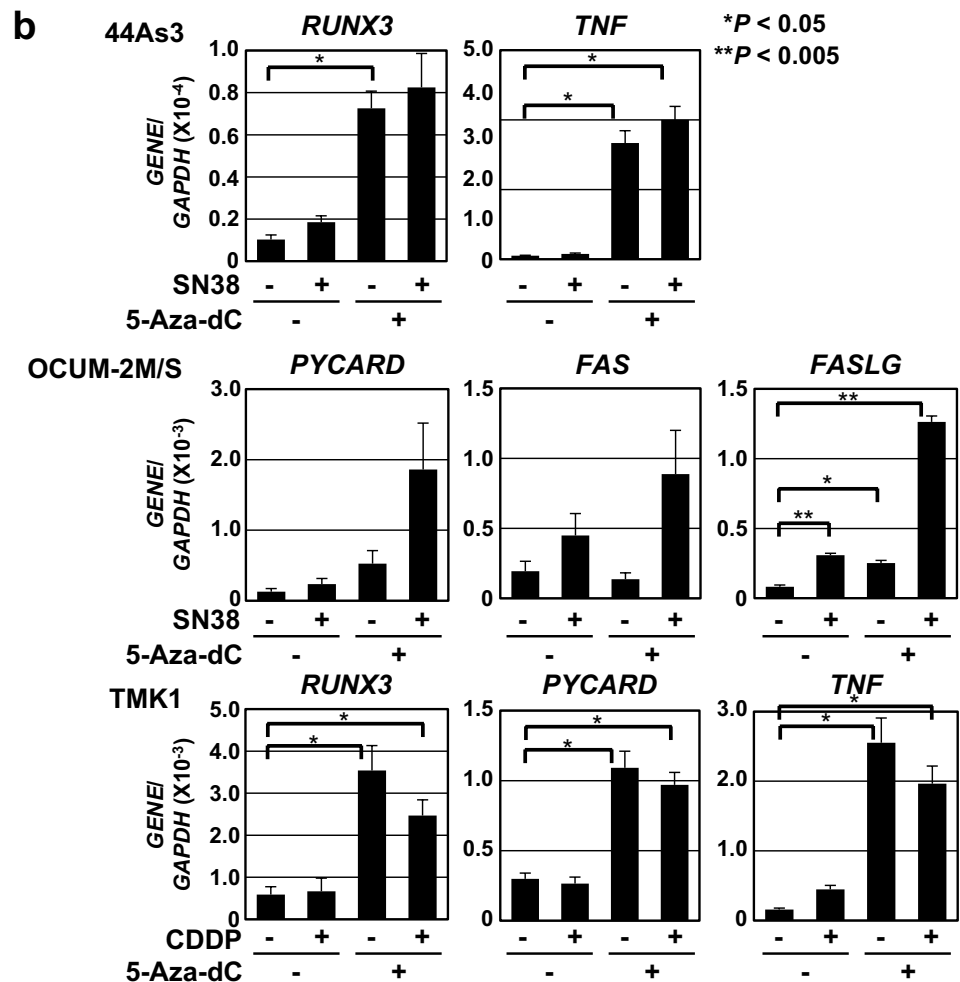 b
44As3
RUNX3
TNF
*P < 0.05
**P < 0.005
GENE/
GAPDH (X10-4)
1.0
0.8
0.6
0.4
0.2
0
*
5.0
4.0
3.0
2.0
1.0
0
*
*
SN38 - + - + - + - +
5-Aza-dC - + - +
OCUM-2M/S
PYCARD
FAS
FASLG
GENE/
GAPDH (X10-3)
3.0
2.0
1.0
0
1.5
1.0
0.5
0
1.5
1.0
0.5
0
**
*
**
SN38 - + - + - + - + - + - +
5-Aza-dC - + - + - +
TMK1
RUNX3
PYCARD
TNF
GENE/
GAPDH (X10-3)
5.0
4.0
3.0
2.0
1.0
0
*
*
1.5
1.0
0.5
0
*
*
3.0
2.0
1.0
0
*
*
CDDP - + - + - + - + - + - +
5-Aza-dC - + - + - +